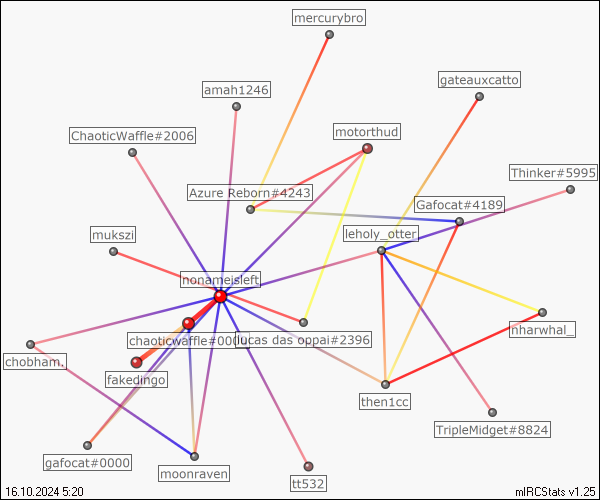 mercurybro
gateauxcatto
amah1246
motorthud
ChaoticWaffle#2006
Thinker#5995
Azure Reborn#4243
Gafocat#4189
mukszi
leholy_otter
nonameisleft
nharwhal_
chaoticwaffle#0000
lucas das oppai#2396
chobham.
fakedingo
then1cc
TripleMidget#8824
gafocat#0000
moonraven
tt532
16.10.2024 5:20
mIRCStats v1.25